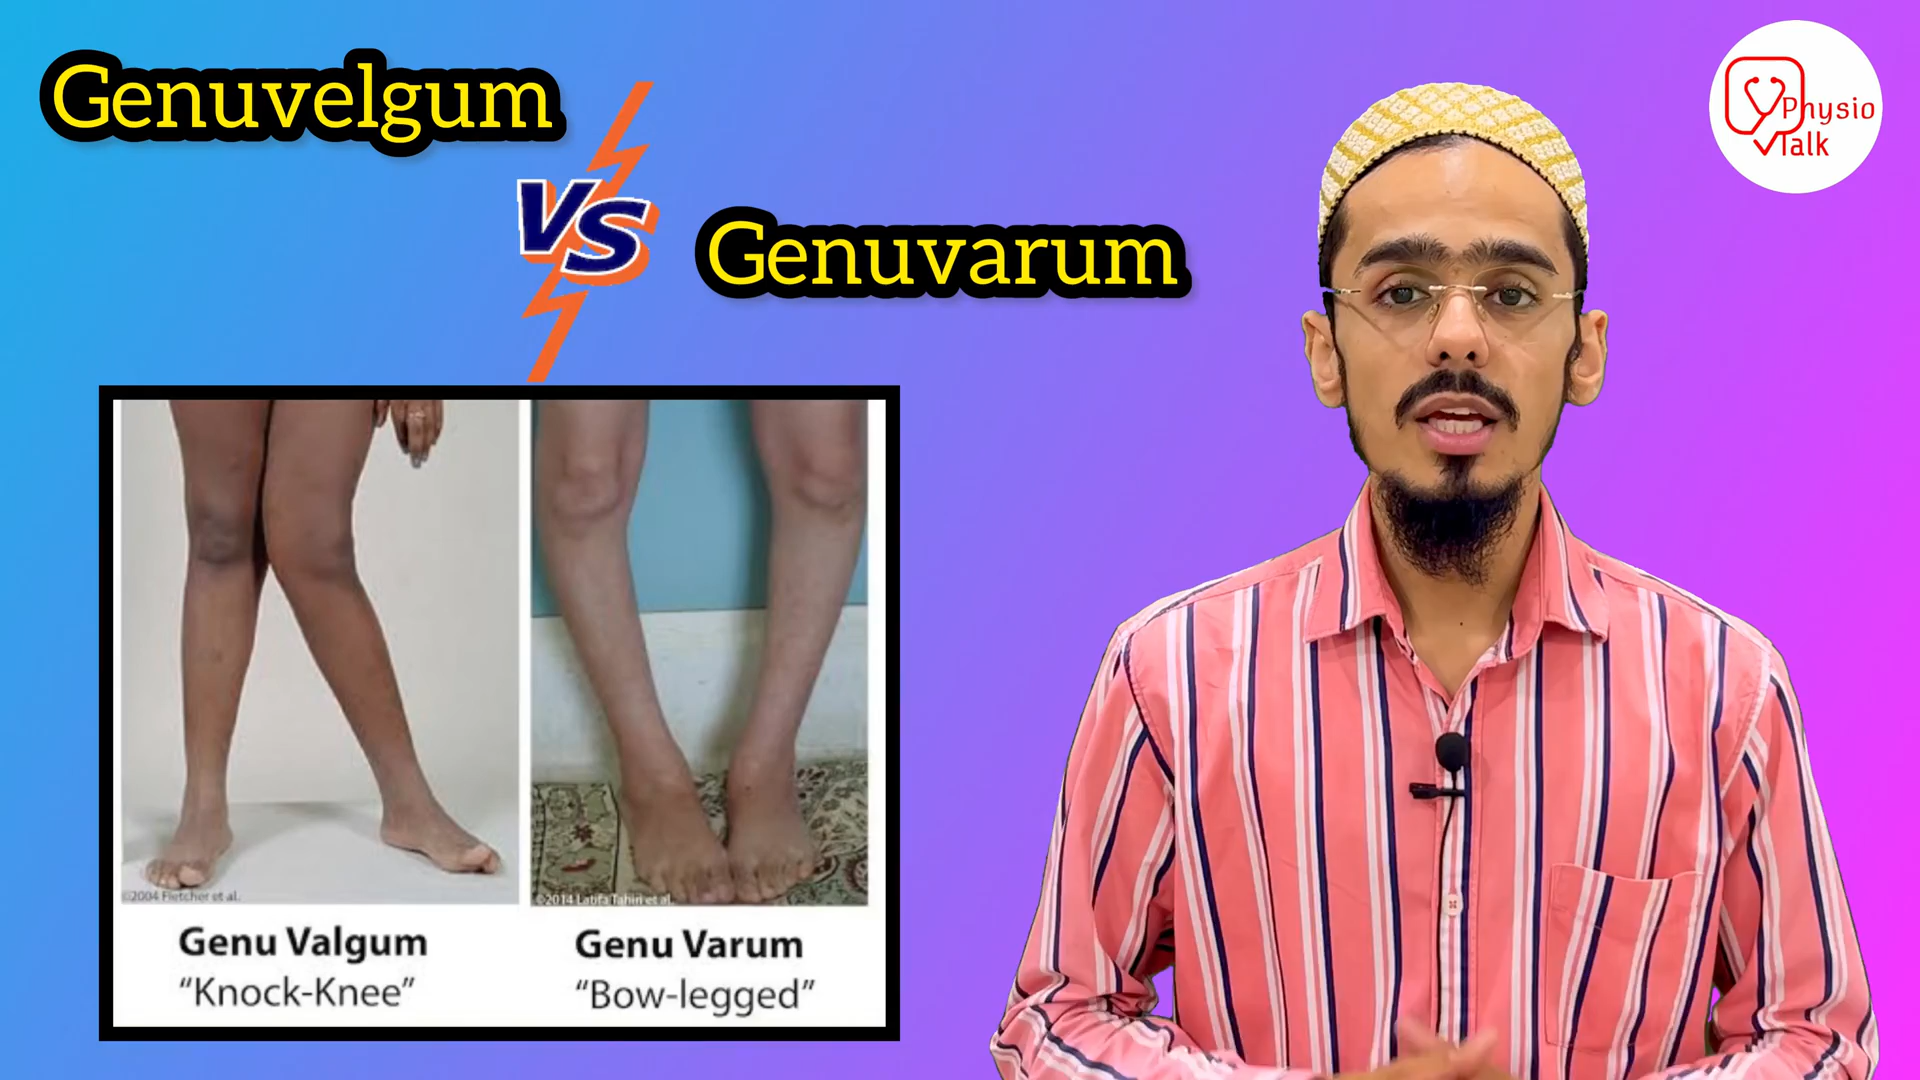 Genuvelgum
VS
Genuvarum
Physio
Talk
©2004 Fletcher et al.
©2014 Latifa Tahiri et al.
Genu Valgum
Genu Varum
“Knock-Knee”
“Bow-legged”